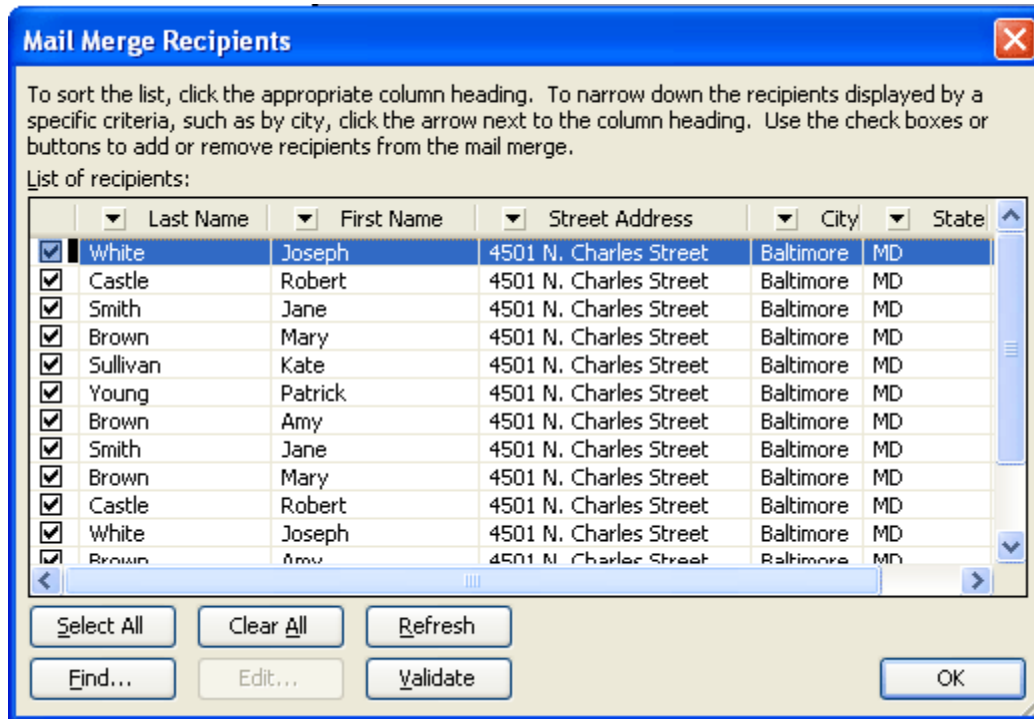 Mail Merge Recipients
To sort the list, click the appropriate column heading. To narrow down the recipients displayed by a
specific criteria, such as by city, click the arrow next to the column heading. Use the check boxes or
buttons to add or remove recipients from the mail merge.
List of recipients:
Last Name First Name Street Address City State
White Joseph 4501 N. Charles Street Baltimore MD
Castle Robert 4501 N. Charles Street Baltimore MD
Smith Jane 4501 N. Charles Street Baltimore MD
Brown Mary 4501 N. Charles Street Baltimore MD
Sullivan Kate 4501 N. Charles Street Baltimore MD
Young Patrick 4501 N. Charles Street Baltimore MD
Brown Amy 4501 N. Charles Street Baltimore MD
Smith Jane 4501 N. Charles Street Baltimore MD
Brown Mary 4501 N. Charles Street Baltimore MD
Castle Robert 4501 N. Charles Street Baltimore MD
White Joseph 4501 N. Charles Street Baltimore MD
Brown Amy 4501 N. Charles Street Baltimore MD
Select All Clear All Refresh
Find... Edit... Validate OK